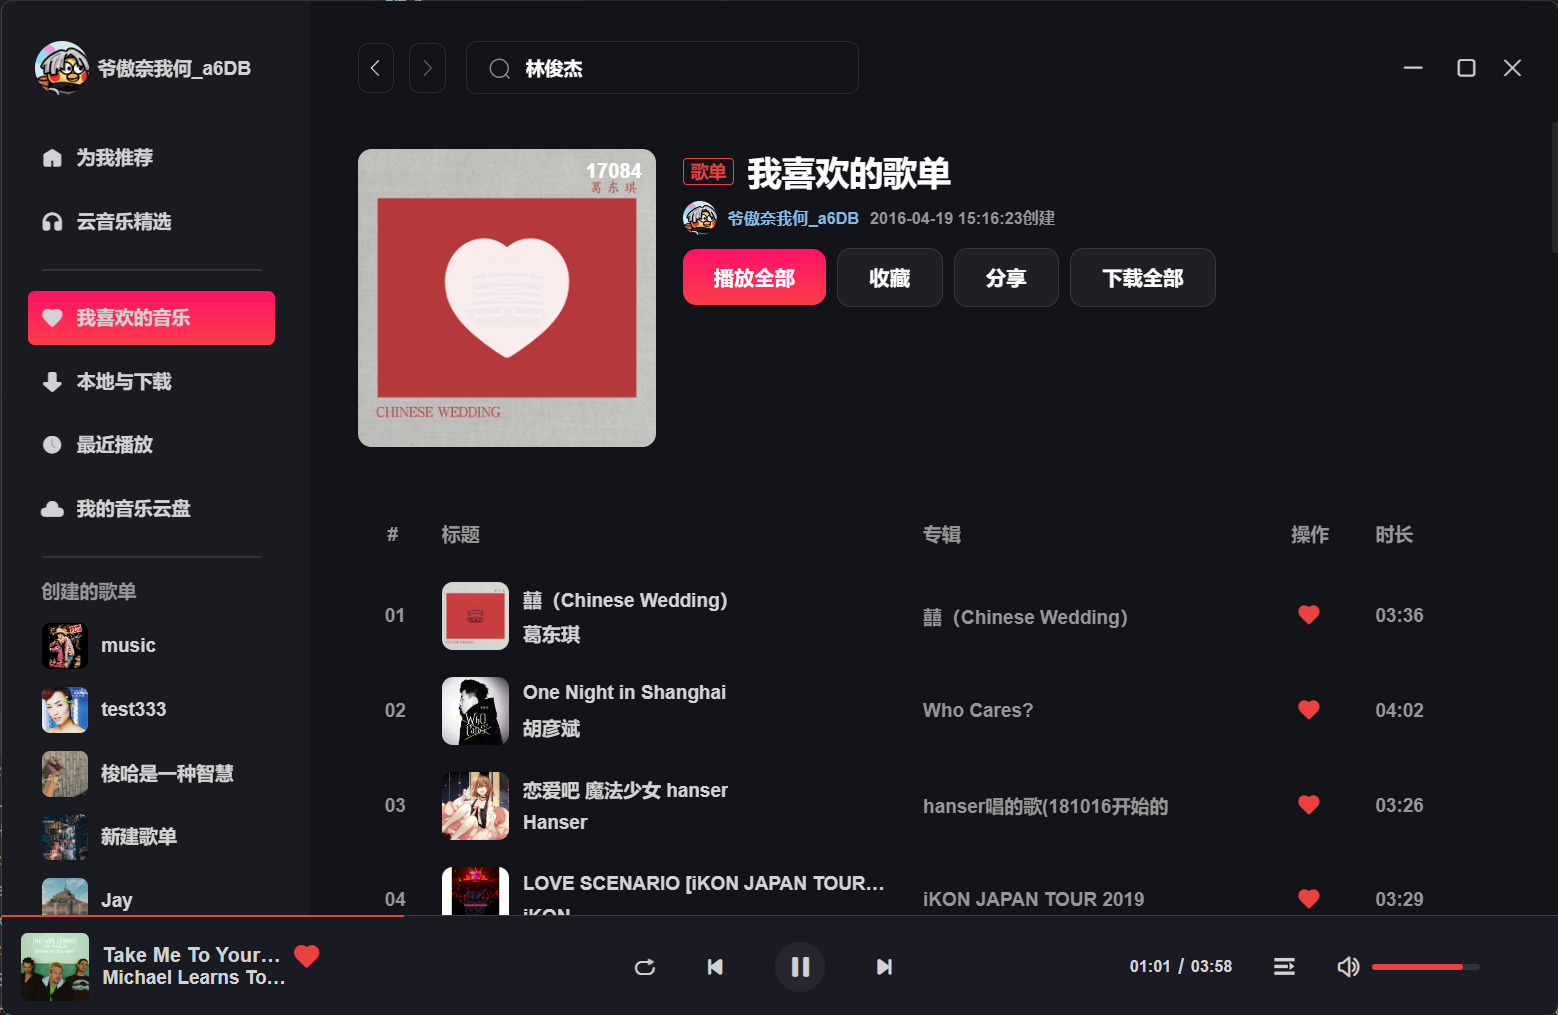 爷傲奈我何_a6DB
林俊杰
为我推荐
云音乐精选
我喜欢的音乐
本地与下载
最近播放
我的音乐云盘
创建的歌单
music
test333
梭哈是一种智慧
新建歌单
Jay
17084
葛东琪
CHINESE WEDDING
歌单
我喜欢的歌单
爷傲奈我何_a6DB 2016-04-19 15:16:23创建
播放全部
收藏
分享
下载全部
# 标题 专辑 操作 时长
01 囍（Chinese Wedding） 囍（Chinese Wedding） 03:36
葛东琪
02 One Night in Shanghai Who Cares? 04:02
胡彦斌
03 恋爱吧 魔法少女 hanser hanser唱的歌(181016开始的 03:26
Hanser
04 LOVE SCENARIO [iKON JAPAN TOUR… iKON JAPAN TOUR 2019 03:29
iKON
Take Me To Your…
Michael Learns To…
01:01 / 03:58